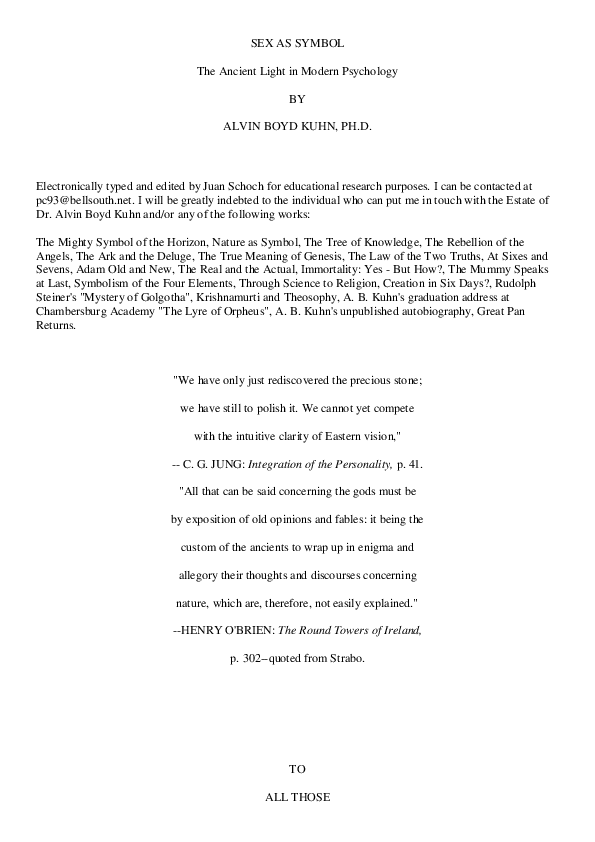 SEX AS SYMBOL
The Ancient Light in Modern Psychology
BY
ALVIN BOYD KUHN, PH.D.
Electronically typed and edited by Juan Schoch for educational research purposes. I can be contacted at
pc93@bellsouth.net. I will be greatly indebted to the individual who can put me in touch with the Estate of
Dr. Alvin Boyd Kuhn and/or any of the following works:
The Mighty Symbol of the Horizon, Nature as Symbol, The Tree of Knowledge, The Rebellion of the
Angels, The Ark and the Deluge, The True Meaning of Genesis, The Law of the Two Truths, At Sixes and
Sevens, Adam Old and New, The Real and the Actual, Immortality: Yes - But How?, The Mummy Speaks
at Last, Symbolism of the Four Elements, Through Science to Religion, Creation in Six Days?, Rudolph
Steiner's "Mystery of Golgotha", Krishnamurti and Theosophy, A. B. Kuhn's graduation address at
Chambersburg Academy "The Lyre of Orpheus", A. B. Kuhn's unpublished autobiography, Great Pan
Returns.
"We have only just rediscovered the precious stone;
we have still to polish it. We cannot yet compete
with the intuitive clarity of Eastern vision,"
-- C. G. JUNG: Integration of the Personality, p. 41.
"All that can be said concerning the gods must be
by exposition of old opinions and fables: it being the
custom of the ancients to wrap up in enigma and
allegory their thoughts and discourses concerning
nature, which are, therefore, not easily explained."
--HENRY O'BRIEN: The Round Towers of Ireland,
p. 302--quoted from Strabo.
TO
ALL THOSE